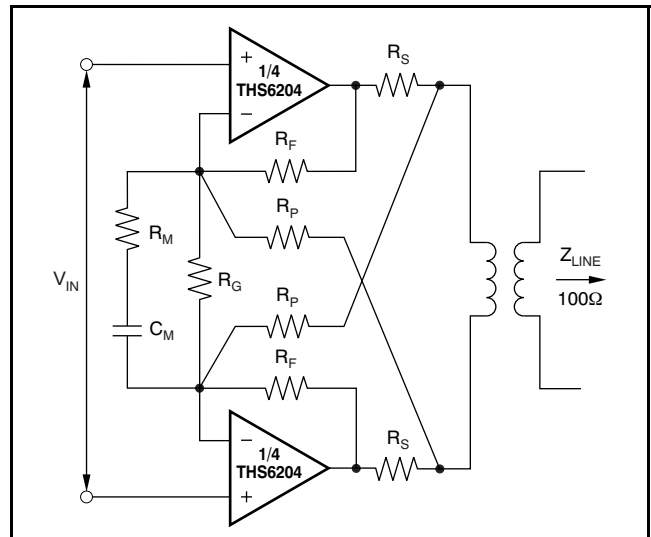 +
1/4
THS6204
−
R_S
R_F
R_P
R_M
V_IN
R_G
C_M
R_P
R_F
Z_LINE
100Ω
−
1/4
THS6204
+
R_S